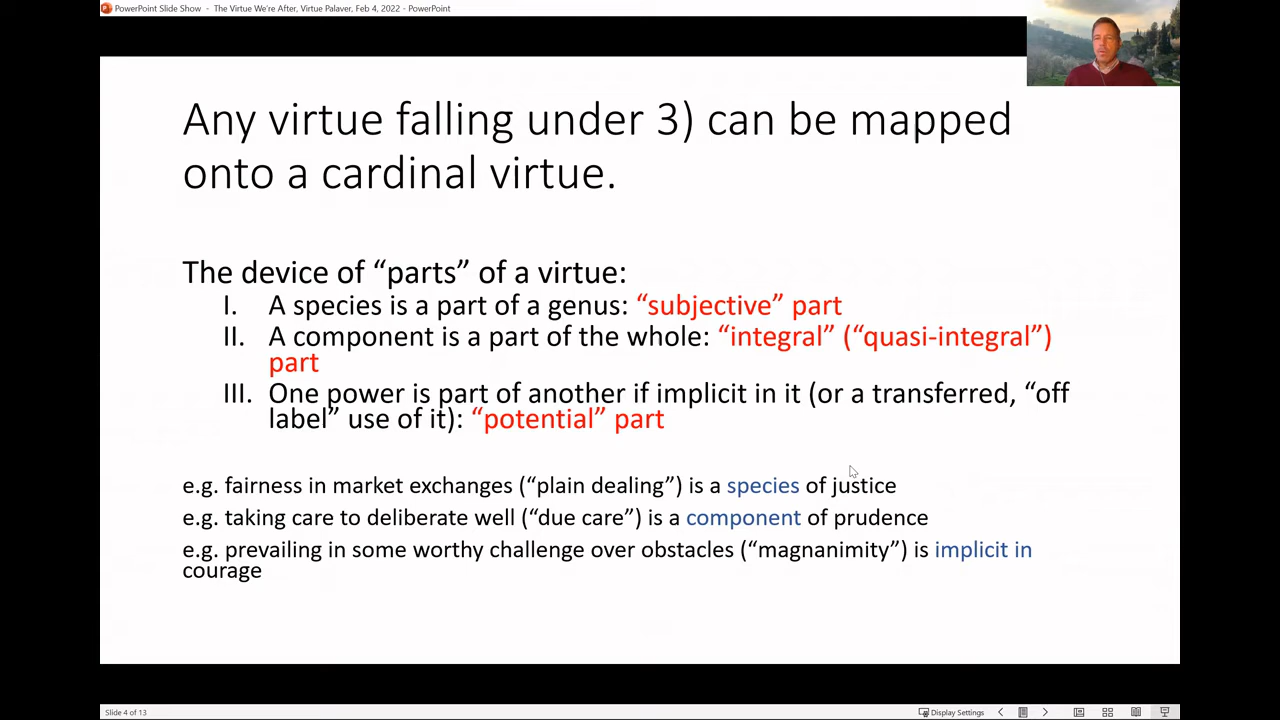 PowerPoint Slide Show - The Virtue We're After, Virtue Palaver, Feb 4, 2022 - PowerPoint
Any virtue falling under 3) can be mapped
onto a cardinal virtue.
The device of “parts” of a virtue:
I. A species is a part of a genus: “subjective” part
II. A component is a part of the whole: “integral” (“quasi-integral”)
part
III. One power is part of another if implicit in it (or a transferred, “off
label” use of it): “potential” part
e.g. fairness in market exchanges (“plain dealing”) is a species of justice
e.g. taking care to deliberate well (“due care”) is a component of prudence
e.g. prevailing in some worthy challenge over obstacles (“magnanimity”) is implicit in
courage
Slide 4 of 13
Display Settings